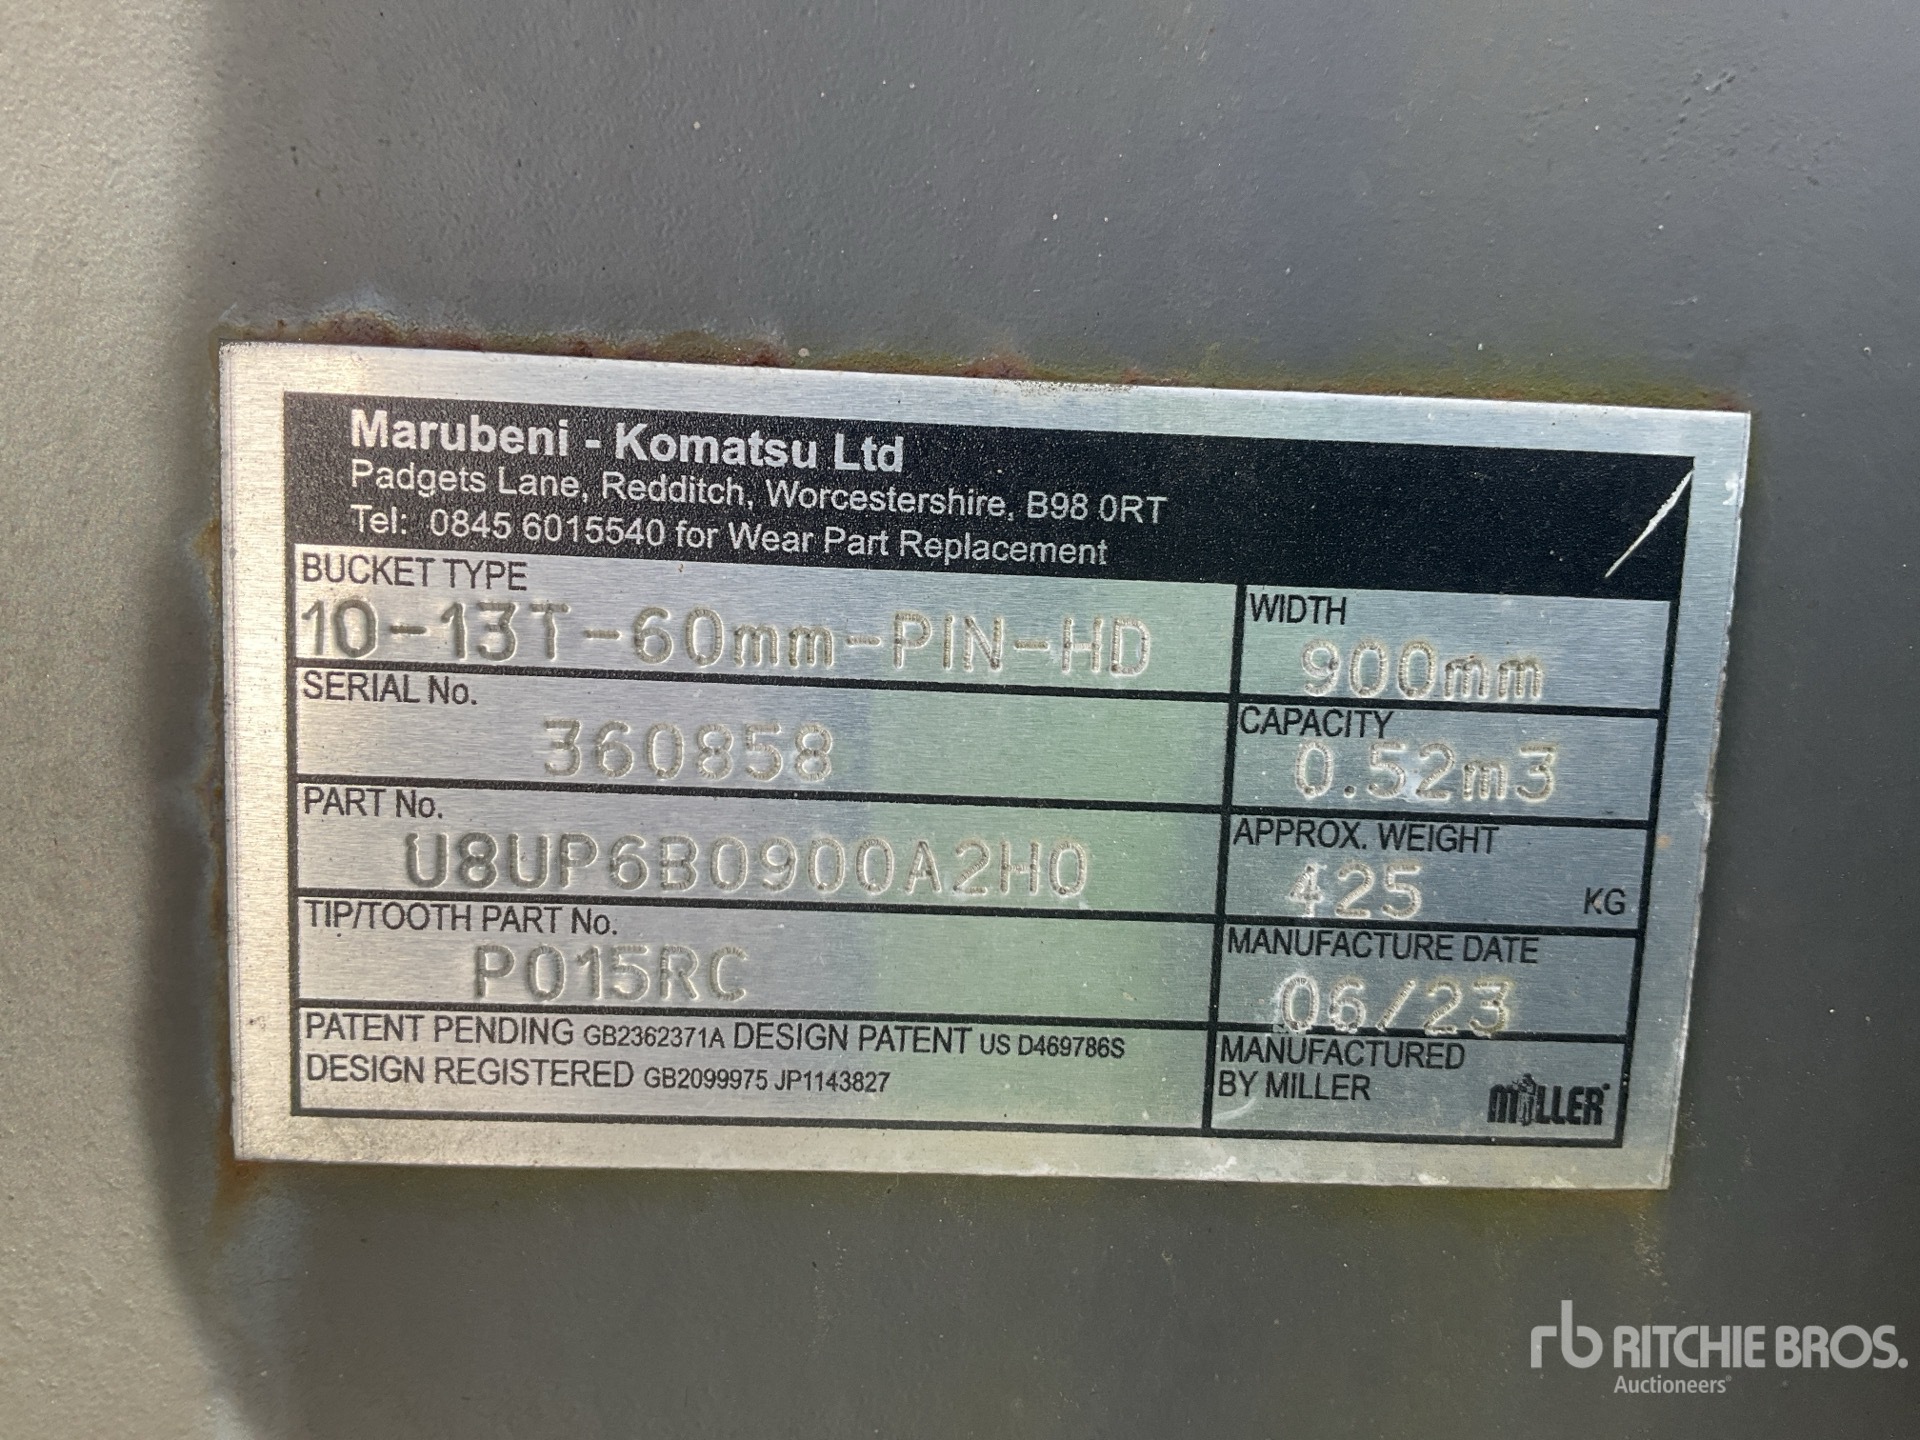 Marubeni - Komatsu Ltd
Padgets Lane, Redditch, Worcestershire, B98 0RT
Tel: 0845 6015540 for Wear Part Replacement
BUCKET TYPE
10-13T-60mm-PIN-HD
WIDTH
900mm
SERIAL No.
360858
CAPACITY
0.52m3
PART No.
U8UP6B0900A2H0
APPROX. WEIGHT
425 KG
TIP/TOOTH PART No.
P015RC
MANUFACTURE DATE
06/23
PATENT PENDING GB2362371A DESIGN PATENT US D469786S
DESIGN REGISTERED GB2099975 JP1143827
MANUFACTURED
BY MILLER
MILLER®
rb RITCHIE BROS.
Auctioneers®